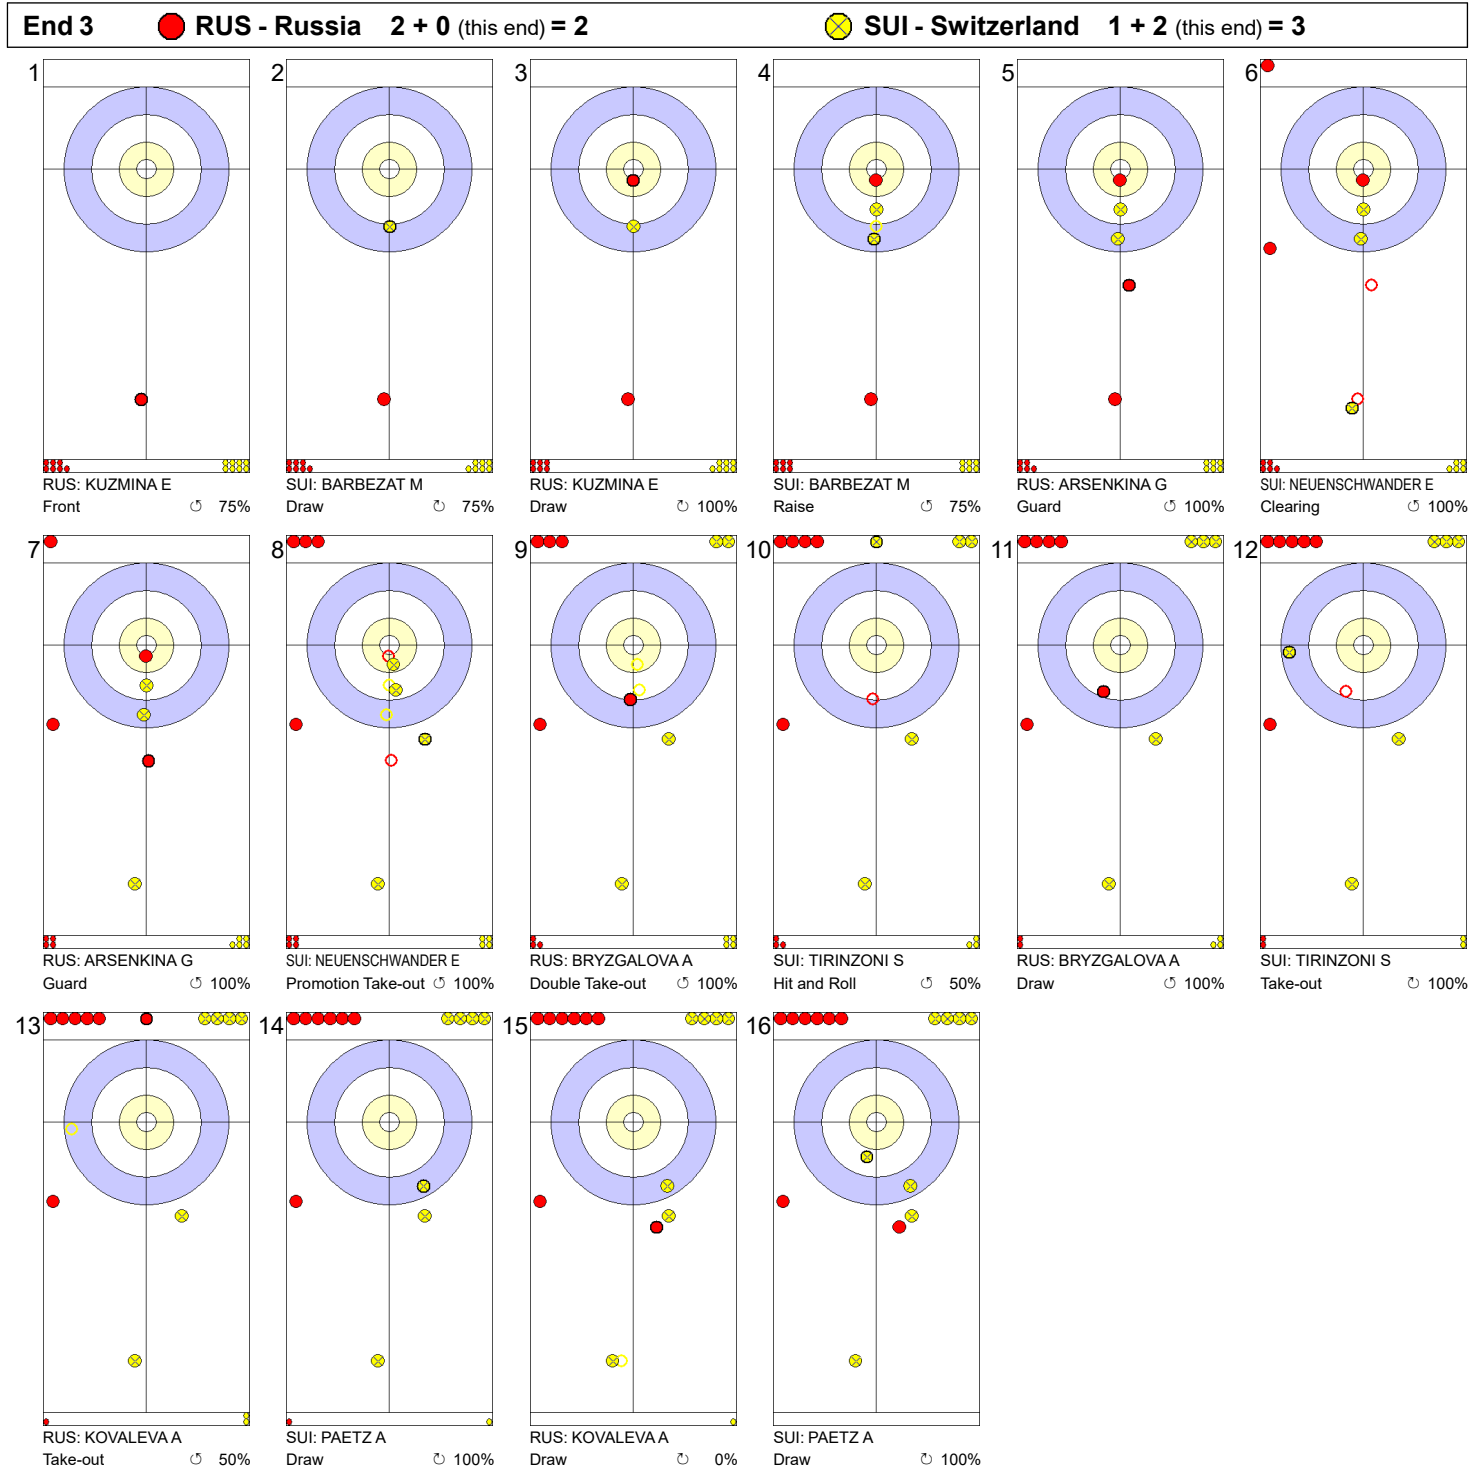 End 3 RUS - Russia 2 + 0 (this end) = 2 SUI - Switzerland 1 + 2 (this end) = 3
1 2 3 4 5 6
RUS: KUZMINA E SUI: BARBEZAT M RUS: KUZMINA E SUI: BARBEZAT M RUS: ARSENKINA G SUI: NEUENSCHWANDER E
Front ↺ 75% Draw ↻ 75% Draw ↻ 100% Raise ↺ 75% Guard ↺ 100% Clearing ↻ 100%
7 8 9 10 11 12
RUS: ARSENKINA G SUI: NEUENSCHWANDER E RUS: BRYZGALOVA A SUI: TIRINZONI S RUS: BRYZGALOVA A SUI: TIRINZONI S
Guard ↺ 100% Promotion Take-out ↺ 100% Double Take-out ↺ 100% Hit and Roll ↺ 50% Draw ↺ 100% Take-out ↻ 100%
13 14 15 16
RUS: KOVALEVA A SUI: PAETZ A RUS: KOVALEVA A SUI: PAETZ A
Take-out ↺ 50% Draw ↻ 100% Draw ↻ 0% Draw ↻ 100%